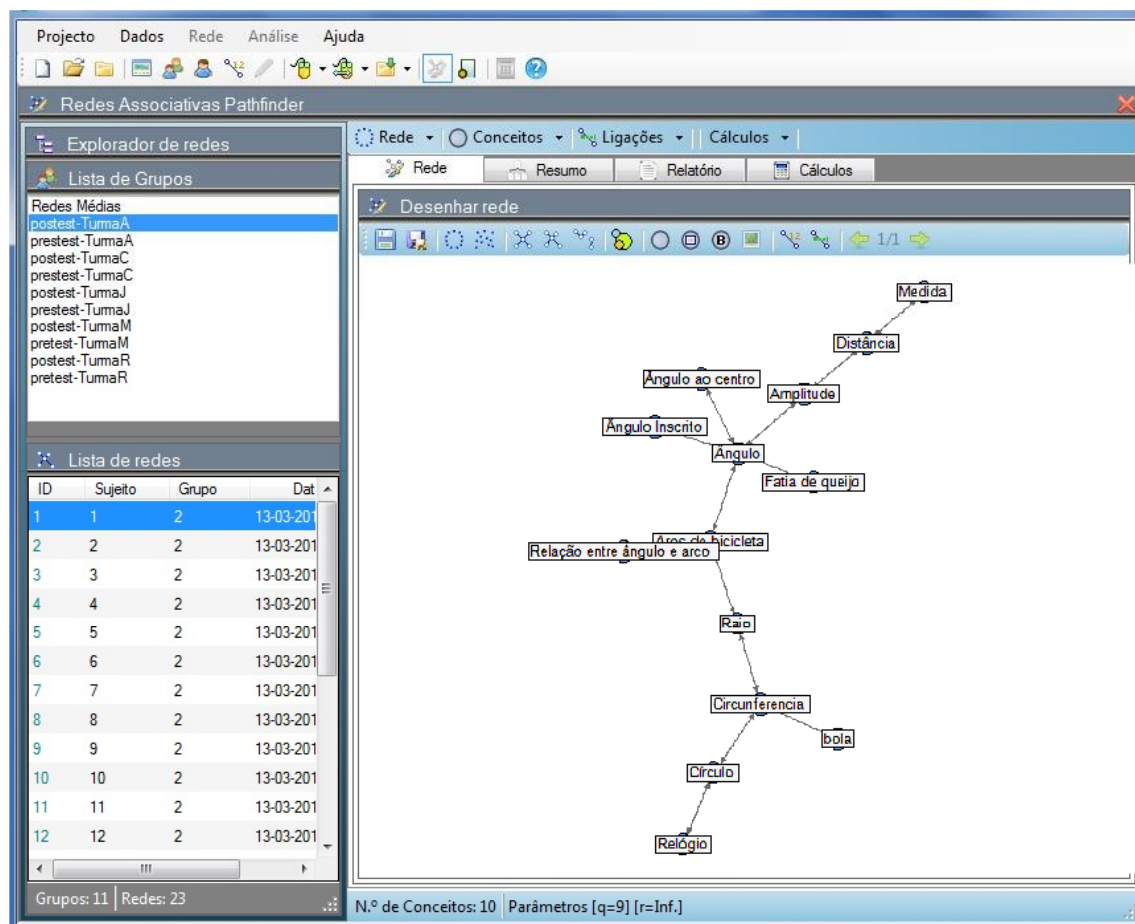 Projecto Dados Rede Análise Ajuda
Redes Associativas Pathfinder
Explorador de redes
Lista de Grupos
Redes Médias
postest-TurmaA
prestest-TurmaA
postest-TurmaC
prestest-TurmaC
postest-TurmaJ
prestest-TurmaJ
postest-TurmaM
pretest-TurmaM
postest-TurmaR
pretest-TurmaR
Lista de redes
ID Sujeito Grupo Dat
1 1 2 13-03-201
2 2 2 13-03-201
3 3 2 13-03-201
4 4 2 13-03-201
5 5 2 13-03-201
6 6 2 13-03-201
7 7 2 13-03-201
8 8 2 13-03-201
9 9 2 13-03-201
10 10 2 13-03-201
11 11 2 13-03-201
12 12 2 13-03-201
Grupos: 11 Redes: 23
Rede Conceitos Ligações Cálculos
Rede Resumo Relatório Cálculos
Desenhar rede
B 1/1
Medida
Distância
Ângulo ao centro
Amplitude
Ângulo Inscrito
Ângulo
Fatia de queijo
Aros de bicicleta
Relação entre ângulo e arco
Raio
Circunferencia
bola
Círculo
Relógio
N.º de Conceitos: 10 Parâmetros [q=9] [r=Inf.]